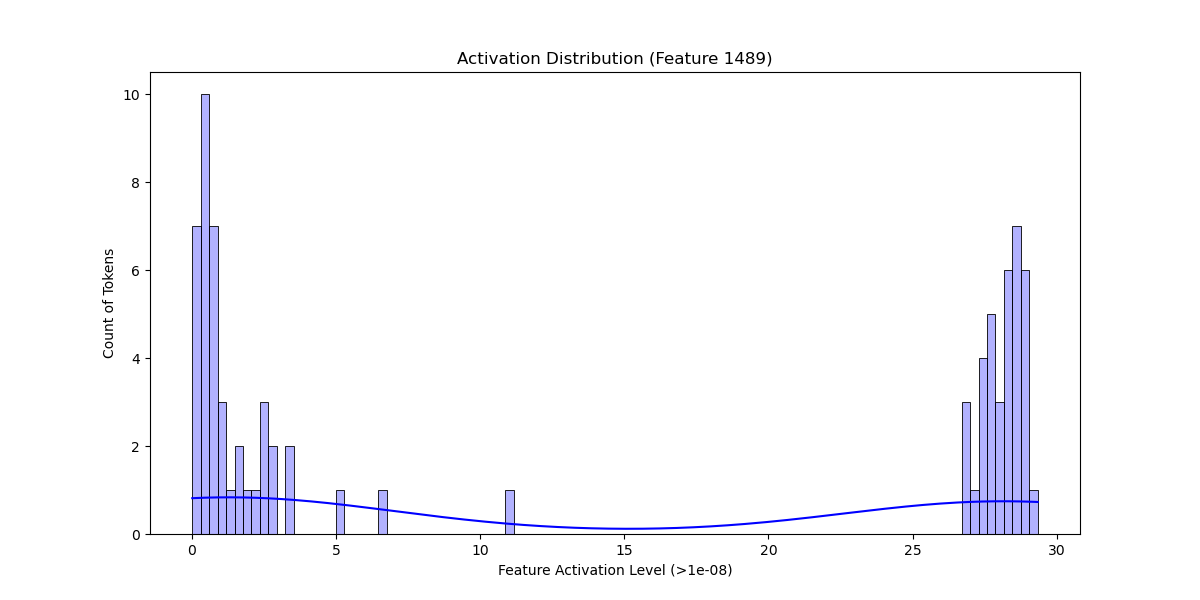 Activation Distribution (Feature 1489)
Count of Tokens
10
8
6
4
2
0
0 5 10 15 20 25 30
Feature Activation Level (>1e-08)